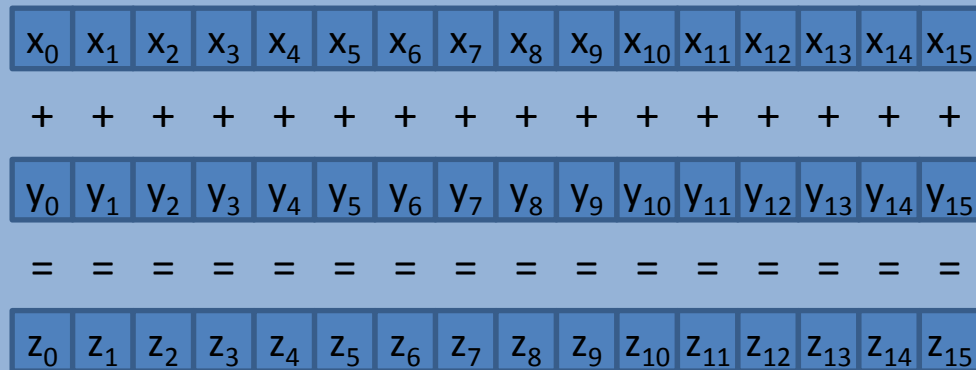 x₀ x₁ x₂ x₃ x₄ x₅ x₆ x₇ x₈ x₉ x₁₀ x₁₁ x₁₂ x₁₃ x₁₄ x₁₅
+ + + + + + + + + + + + + + + +
y₀ y₁ y₂ y₃ y₄ y₅ y₆ y₇ y₈ y₉ y₁₀ y₁₁ y₁₂ y₁₃ y₁₄ y₁₅
= = = = = = = = = = = = = = = =
z₀ z₁ z₂ z₃ z₄ z₅ z₆ z₇ z₈ z₉ z₁₀ z₁₁ z₁₂ z₁₃ z₁₄ z₁₅